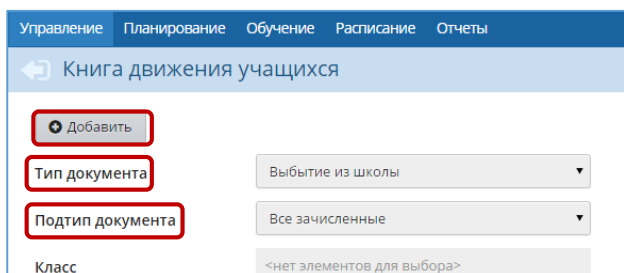 Управление Планирование Обучение Расписание Отчеты
Книга движения учащихся
Добавить
Тип документа Выбытие из школы
Подтип документа Все зачисленные
Класс <нет элементов для выбора>